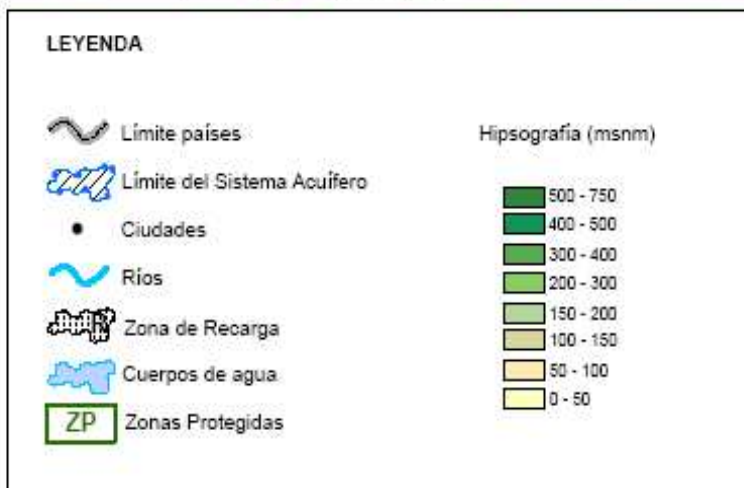 LEYENDA
Límite países
Límite del Sistema Acuífero
Ciudades
Ríos
Zona de Recarga
Cuerpos de agua
ZP Zonas Protegidas
Hipsografía (msnm)
500 - 750
400 - 500
300 - 400
200 - 300
150 - 200
100 - 150
50 - 100
0 - 50